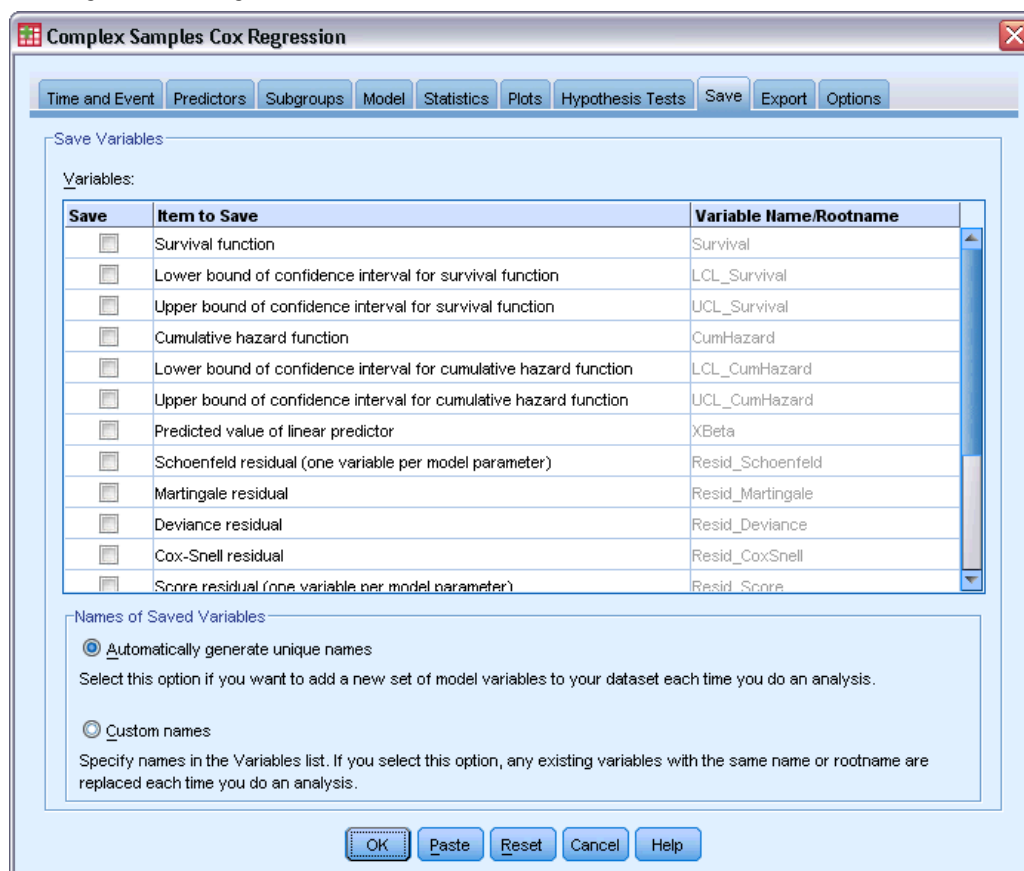 Complex Samples Cox Regression
Time and Event Predictors Subgroups Model Statistics Plots Hypothesis Tests Save Export Options
Save Variables
Variables:
Save Item to Save Variable Name/Rootname
Survival function Survival
Lower bound of confidence interval for survival function LCL_Survival
Upper bound of confidence interval for survival function UCL_Survival
Cumulative hazard function CumHazard
Lower bound of confidence interval for cumulative hazard function LCL_CumHazard
Upper bound of confidence interval for cumulative hazard function UCL_CumHazard
Predicted value of linear predictor XBeta
Schoenfeld residual (one variable per model parameter) Resid_Schoenfeld
Martingale residual Resid_Martingale
Deviance residual Resid_Deviance
Cox-Snell residual Resid_CoxSnell
Score residual (one variable per model parameter) Resid_Score
Names of Saved Variables
Automatically generate unique names
Select this option if you want to add a new set of model variables to your dataset each time you do an analysis.
Custom names
Specify names in the Variables list. If you select this option, any existing variables with the same name or rootname are
replaced each time you do an analysis.
OK Paste Reset Cancel Help